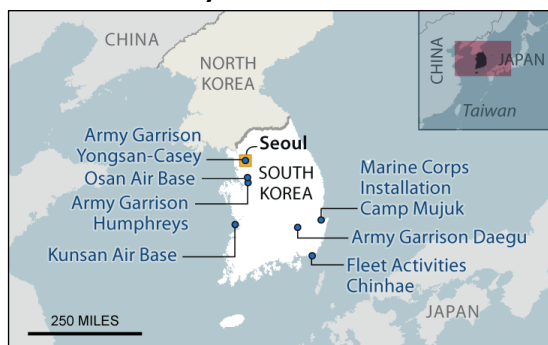 CHINA
NORTH
KOREA
CHINA
JAPAN
Taiwan
Army Garrison
Yongsan-Casey
Seoul
Osan Air Base
SOUTH
KOREA
Army Garrison
Humphreys
Marine Corps
Installation
Camp Mujuk
Kunsan Air Base
Army Garrison Daegu
Fleet Activities
Chinhae
JAPAN
250 MILES